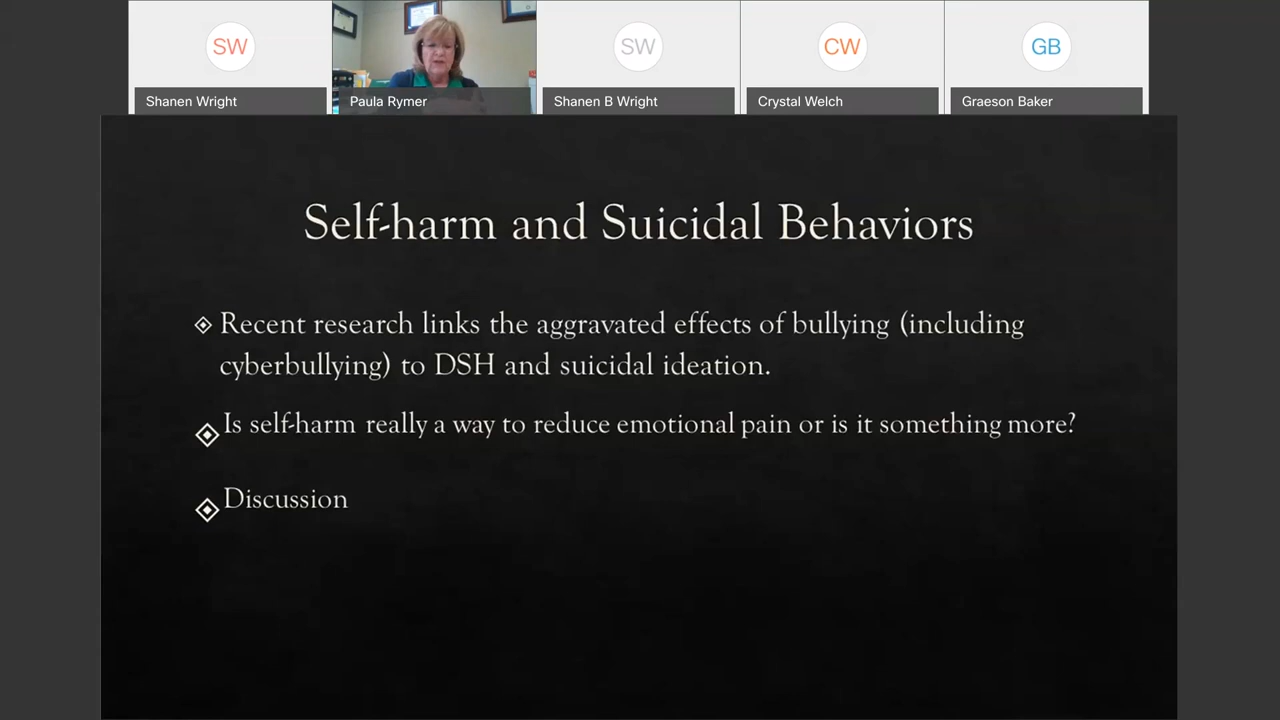 SW
SW
CW
GB
Shanen Wright
Paula Rymer
Shanen B Wright
Crystal Welch
Graeson Baker
Self-harm and Suicidal Behaviors
Recent research links the aggravated effects of bullying (including
cyberbullying) to DSH and suicidal ideation.
Is self-harm really a way to reduce emotional pain or is it something more?
Discussion